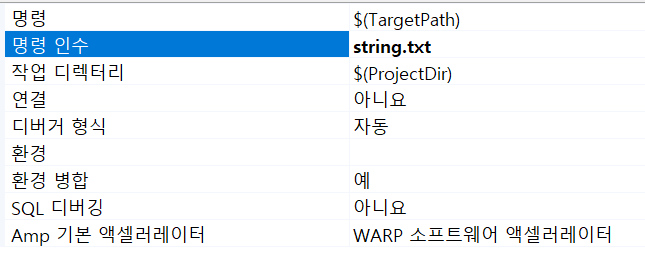 명령 $(TargetPath)
명령 인수 string.txt
작업 디렉터리 $(ProjectDir)
연결 아니요
디버거 형식 자동
환경
환경 병합 예
SQL 디버깅 아니요
Amp 기본 액셀러레이터 WARP 소프트웨어 액셀러레이터